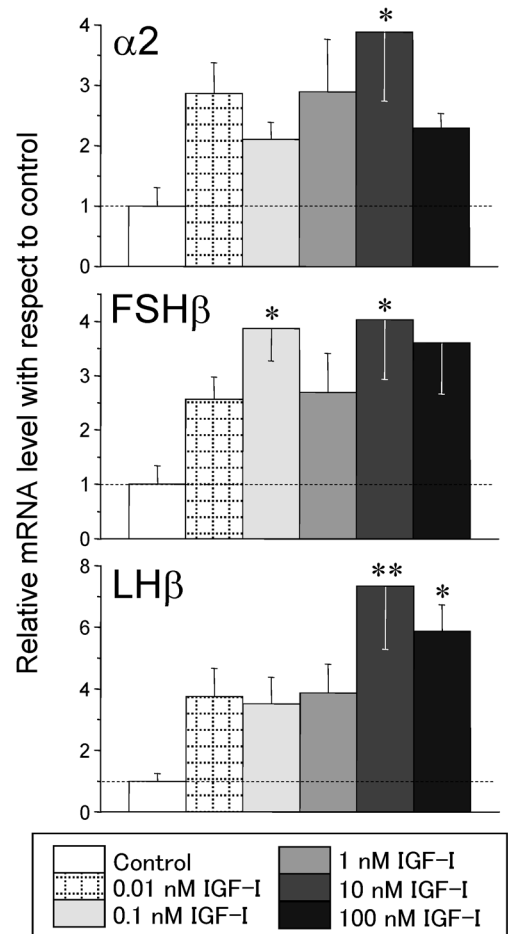 Relative mRNA level with respect to control
α2
*
4
3
2
1
0
FSHβ
* *
4
3
2
1
0
LHβ
** *
8
6
4
2
0
Control
0.01 nM IGF-I
0.1 nM IGF-I
1 nM IGF-I
10 nM IGF-I
100 nM IGF-I